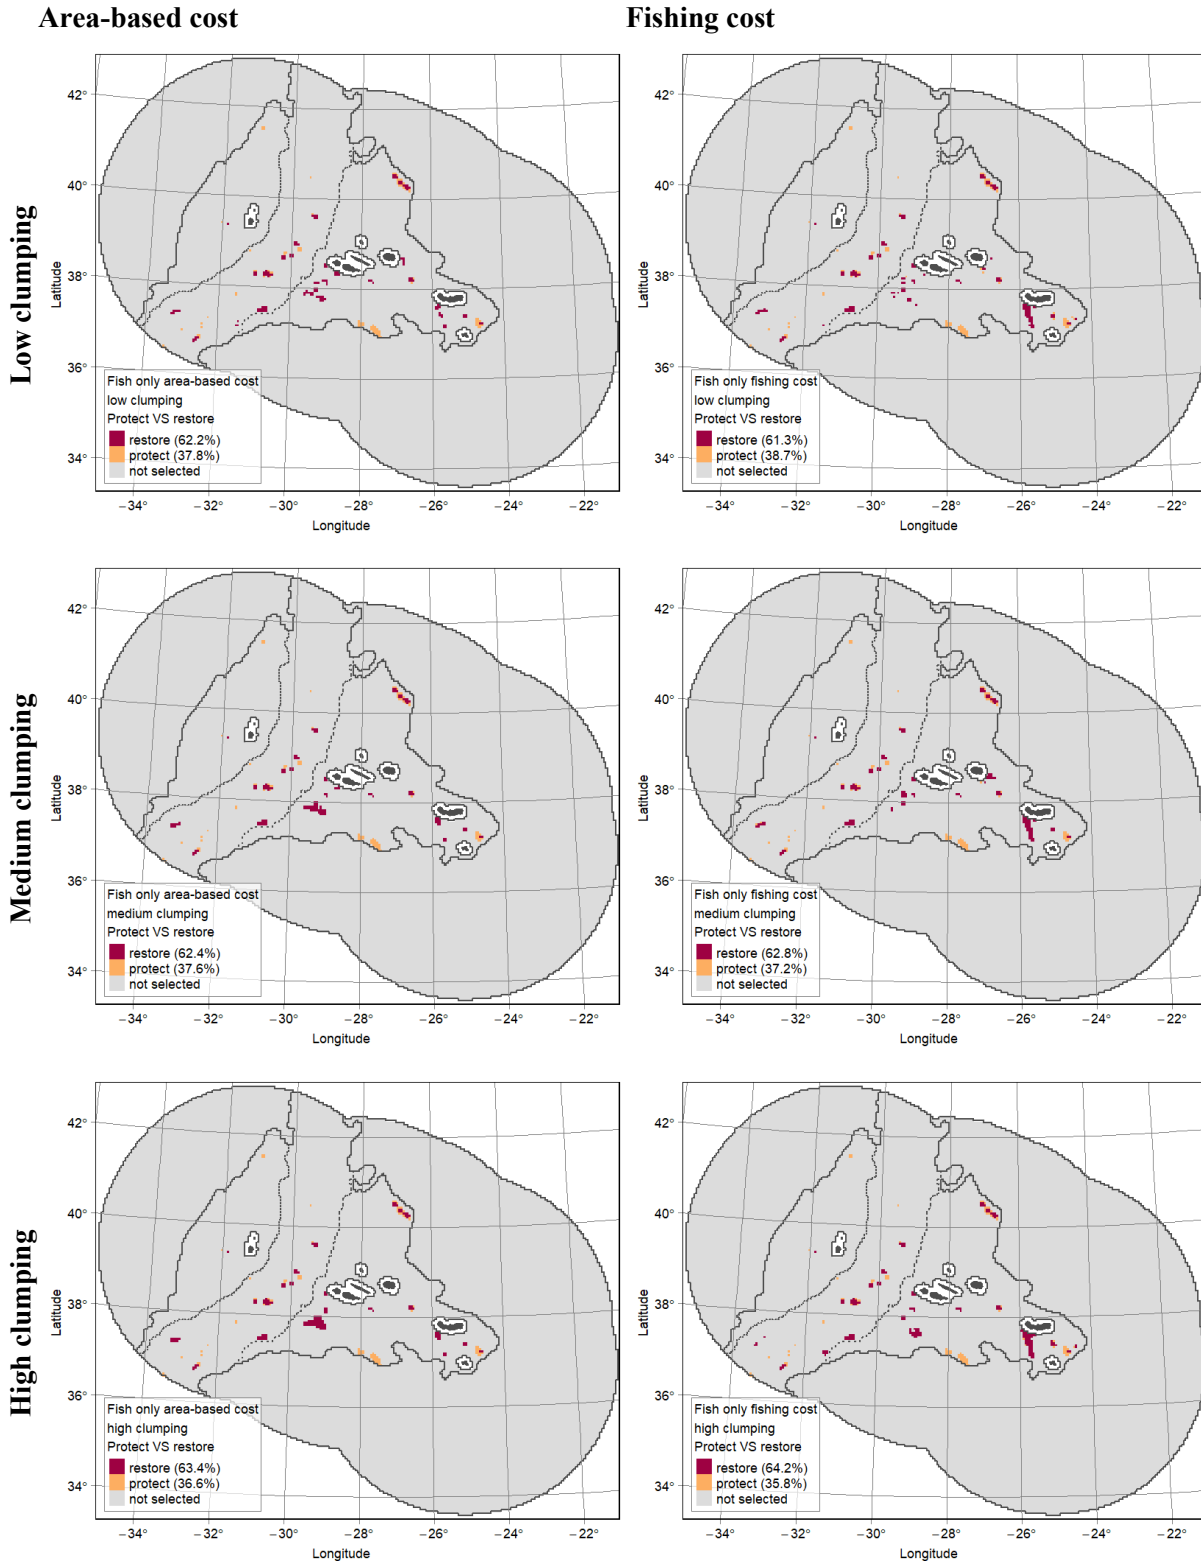 Area-based cost
Fishing cost
Low clumping
42°
40°
38°
36°
34°
Latitude
Fish only area-based cost
low clumping
Protect VS restore
restore (62.2%)
protect (37.8%)
not selected
−34°
−32°
−30°
−28°
−26°
−24°
−22°
Longitude
42°
40°
38°
36°
34°
Latitude
Fish only fishing cost
low clumping
Protect VS restore
restore (61.3%)
protect (38.7%)
not selected
−34°
−32°
−30°
−28°
−26°
−24°
−22°
Longitude
Medium clumping
42°
40°
38°
36°
34°
Latitude
Fish only area-based cost
medium clumping
Protect VS restore
restore (62.4%)
protect (37.6%)
not selected
−34°
−32°
−30°
−28°
−26°
−24°
−22°
Longitude
42°
40°
38°
36°
34°
Latitude
Fish only fishing cost
medium clumping
Protect VS restore
restore (62.8%)
protect (37.2%)
not selected
−34°
−32°
−30°
−28°
−26°
−24°
−22°
Longitude
High clumping
42°
40°
38°
36°
34°
Latitude
Fish only area-based cost
high clumping
Protect VS restore
restore (63.4%)
protect (36.6%)
not selected
−34°
−32°
−30°
−28°
−26°
−24°
−22°
Longitude
42°
40°
38°
36°
34°
Latitude
Fish only fishing cost
high clumping
Protect VS restore
restore (64.2%)
protect (35.8%)
not selected
−34°
−32°
−30°
−28°
−26°
−24°
−22°
Longitude